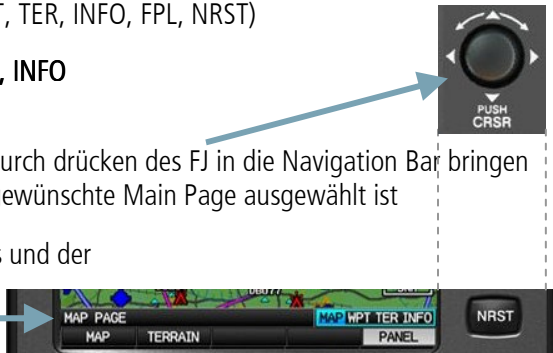 , TER, INFO, FPL, NRST)
, INFO
PUSH
CRSR
urch drücken des FJ in die Navigation Bar bringen
ewünschte Main Page ausgewählt ist
s und der
MAP PAGE
MAP WPT TER INFO
NRST
MAP TERRAIN PANEL